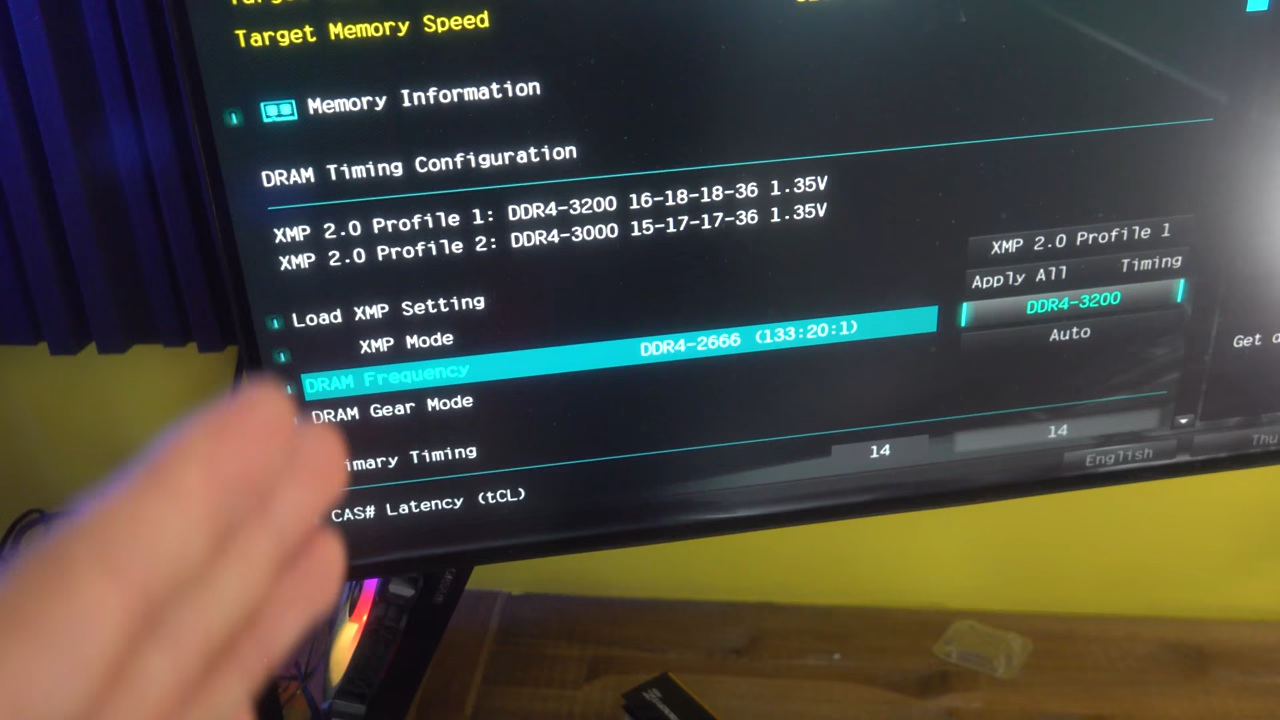 Target Memory Speed
Memory Information
DRAM Timing Configuration
XMP 2.0 Profile 1: DDR4-3200 16-18-18-36 1.35V
XMP 2.0 Profile 2: DDR4-3000 15-17-17-36 1.35V
Load XMP Setting XMP 2.0 Profile 1
XMP Mode Apply All Timing
DRAM Frequency DDR4-2666 (133:20:1) DDR4-3200
DRAM Gear Mode Auto
imary Timing
CAS# Latency (tCL) 14 14
Get
English Thu